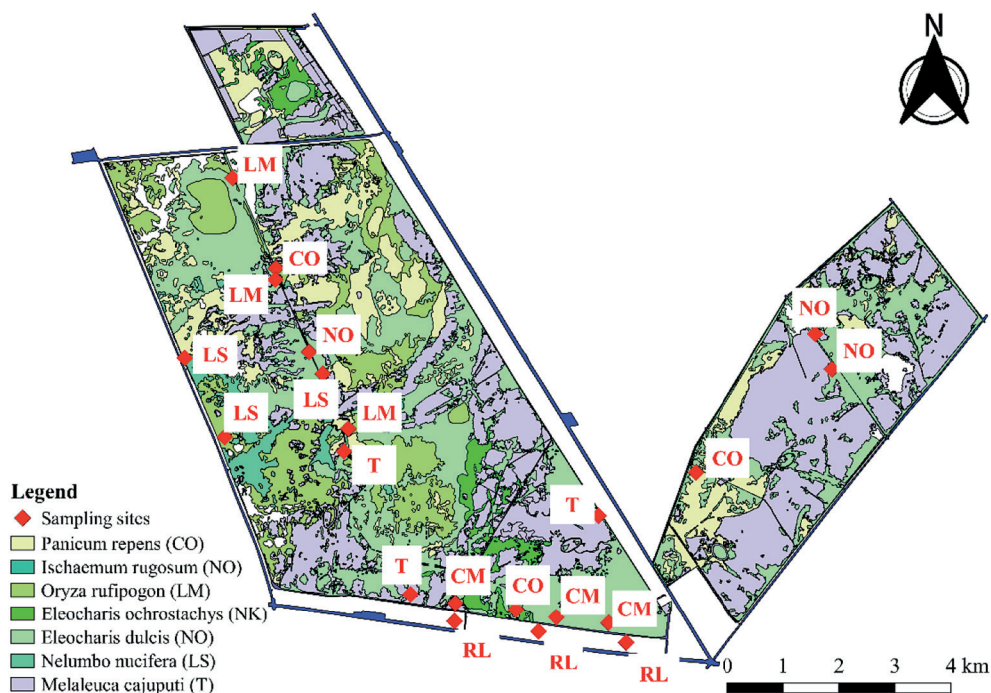 N
LM
CO
LM
NO
NO
NO
LS
LS
LS
LM
T
CO
T
T
CM
CO
CM
CM
RL
RL
RL
Legend
Sampling sites
Panicum repens (CO)
Ischaemum rugosum (NO)
Oryza rufipogon (LM)
Eleocharis ochrostachys (NK)
Eleocharis dulcis (NO)
Nelumbo nucifera (LS)
Melaleuca cajuputi (T)
0 1 2 3 4 km